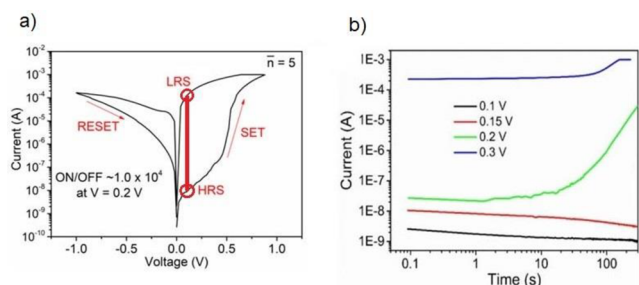 a)
n̅ = 5
LRS
RESET
SET
ON/OFF ~1.0 x 10⁴
at V = 0.2 V
HRS
Current (A)
10⁻²
10⁻³
10⁻⁴
10⁻⁵
10⁻⁶
10⁻⁷
10⁻⁸
10⁻⁹
10⁻¹⁰
-1.0 -0.5 0.0 0.5 1.0
Voltage (V)
b)
Current (A)
1E-3
1E-4
1E-5
1E-6
1E-7
1E-8
1E-9
0.1 V
0.15 V
0.2 V
0.3 V
0.1 1 10 100
Time (s)